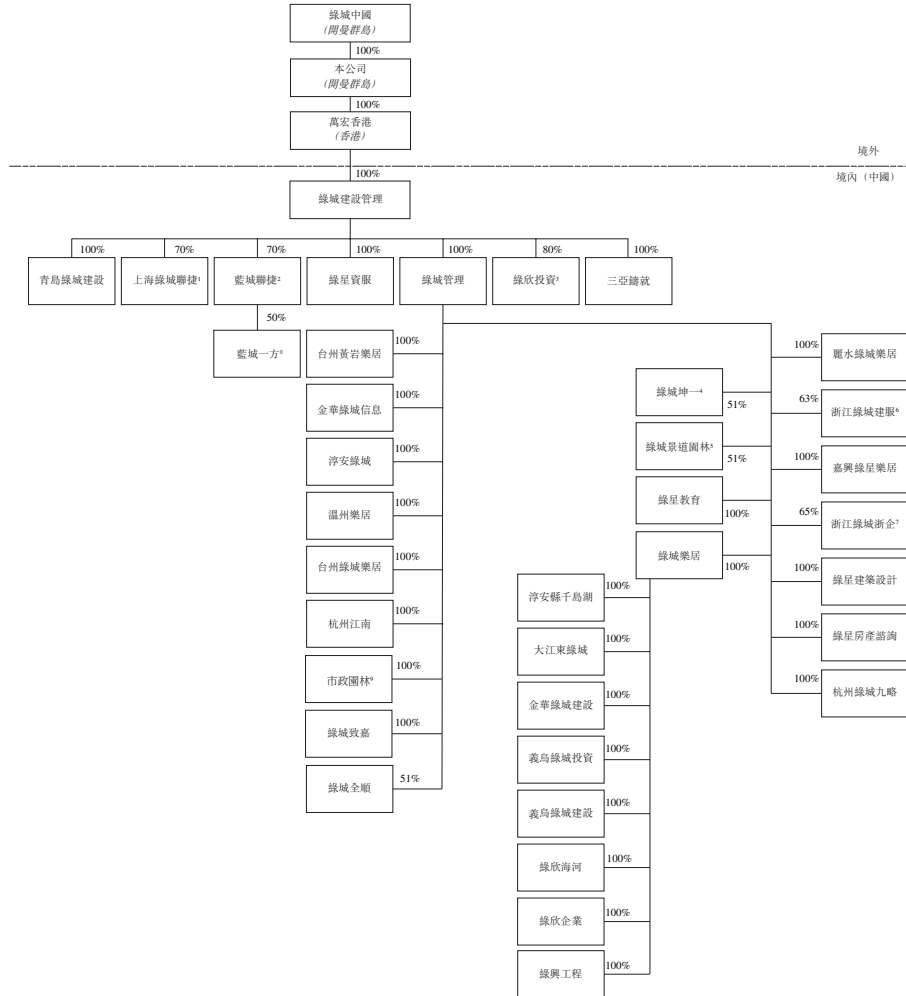 綠城中國
(開曼群島)
100%
本公司
(開曼群島)
100%
萬宏香港
(香港)
境外
境內（中國）
100%
綠城建設管理
100%
70%
70%
100%
100%
80%
100%
青島綠城建設
上海綠城聯捷¹
藍城聯捷²
綠星資服
綠城管理
綠欣投資³
三亞鑄就
50%
藍城一方⁸
台州黃岩樂居
100%
金華綠城信息
100%
淳安綠城
100%
溫州樂居
100%
台州綠城樂居
100%
杭州江南
100%
市政園林⁹
100%
綠城致嘉
100%
綠城全順
51%
綠城坤一⁴
51%
綠城景道園林⁵
51%
綠星教育
100%
綠城樂居
100%
100%
麗水綠城樂居
63%
浙江綠城建服⁶
100%
嘉興綠星樂居
65%
浙江綠城浙企⁷
100%
綠星建築設計
100%
綠星房產諮詢
100%
杭州綠城九略
淳安縣千島湖
100%
大江東綠城
100%
金華綠城建設
100%
義烏綠城投資
100%
義烏綠城建設
100%
綠欣海河
100%
綠欣企業
100%
綠興工程
100%